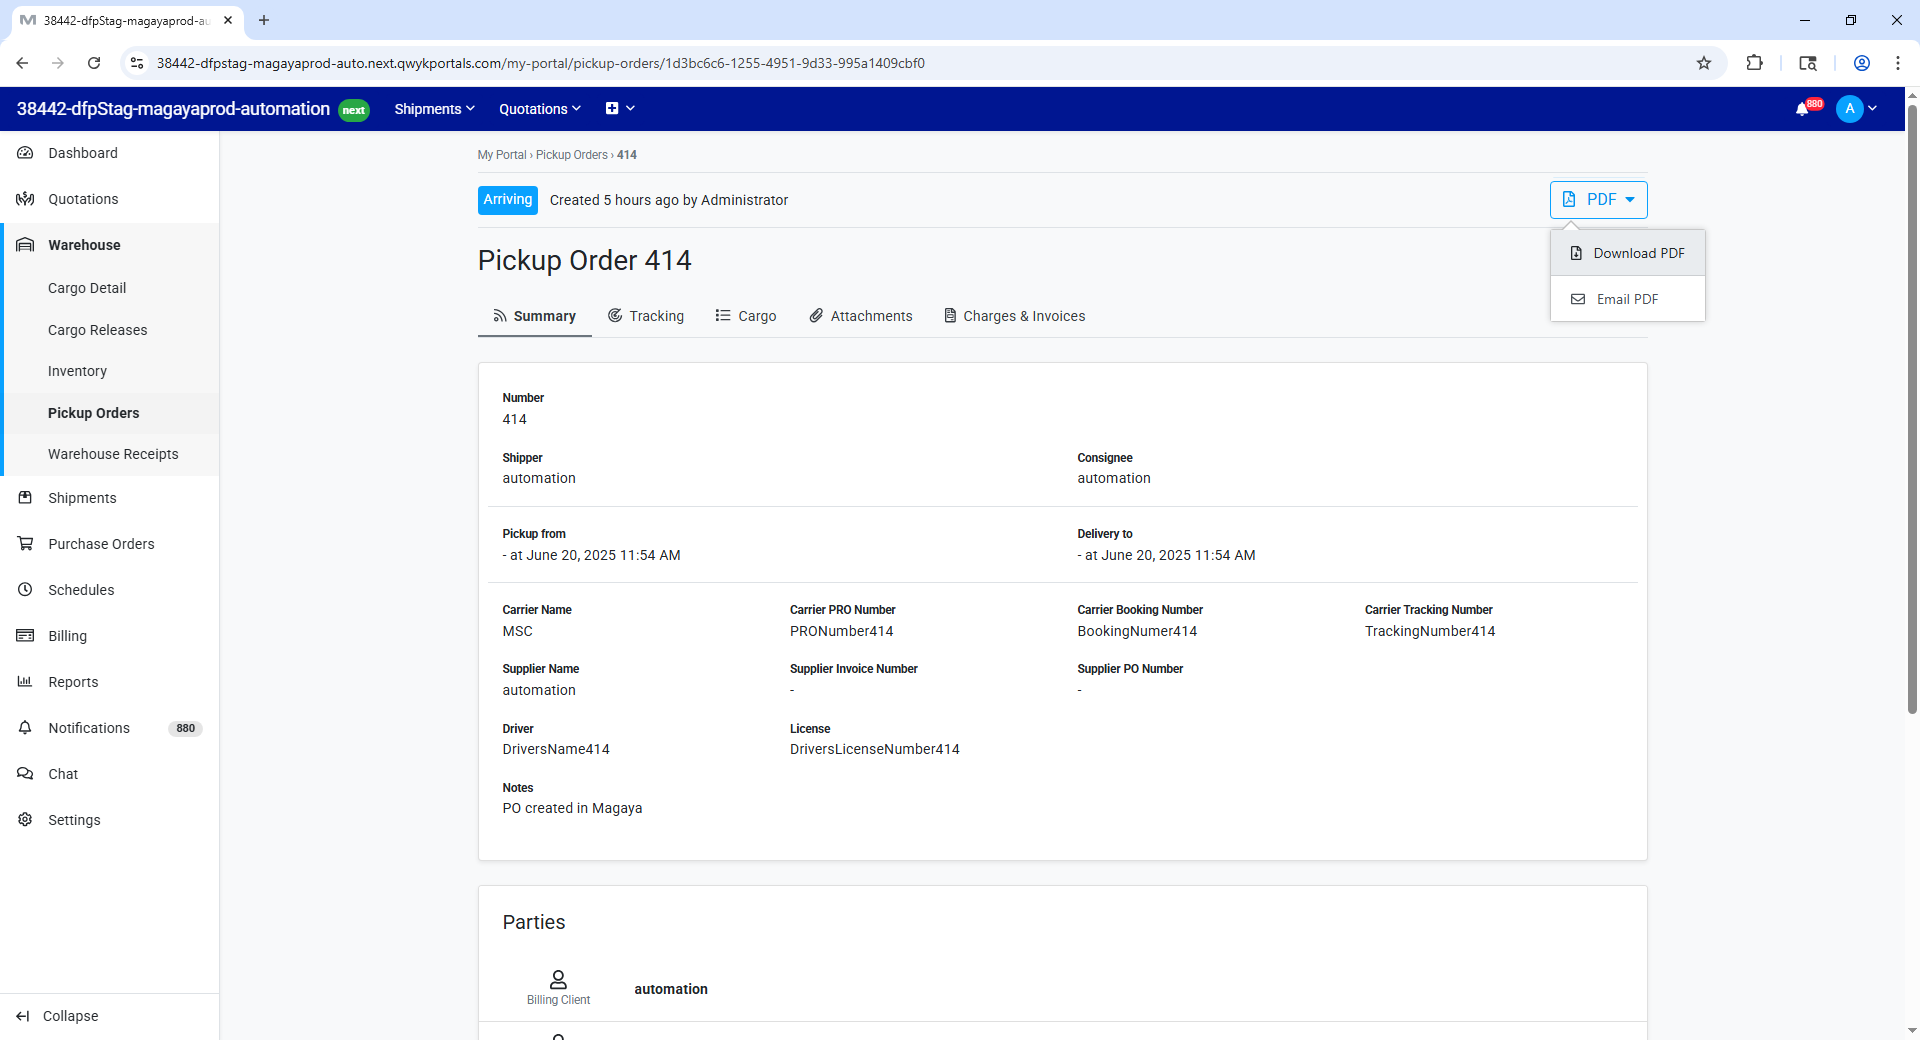 38442-dfpStag-magayaprod-au
38442-dfpstag-magayaprod-auto.next.qwykportals.com/my-portal/pickup-orders/1d3bc6c6-1255-4951-9d33-995a1409cbf0
38442-dfpStag-magayaprod-automation next Shipments Quotations 880 A
Dashboard
Quotations
Warehouse
Cargo Detail
Cargo Releases
Inventory
Pickup Orders
Warehouse Receipts
Shipments
Purchase Orders
Schedules
Billing
Reports
Notifications 880
Chat
Settings
Collapse
My Portal › Pickup Orders › 414
Arriving Created 5 hours ago by Administrator
PDF
Download PDF
Email PDF
Pickup Order 414
Summary Tracking Cargo Attachments Charges & Invoices
Number
414
Shipper Consignee
automation automation
Pickup from Delivery to
- at June 20, 2025 11:54 AM - at June 20, 2025 11:54 AM
Carrier Name Carrier PRO Number Carrier Booking Number Carrier Tracking Number
MSC PRONumber414 BookingNumer414 TrackingNumber414
Supplier Name Supplier Invoice Number Supplier PO Number
automation - -
Driver License
DriversName414 DriversLicenseNumber414
Notes
PO created in Magaya
Parties
Billing Client automation